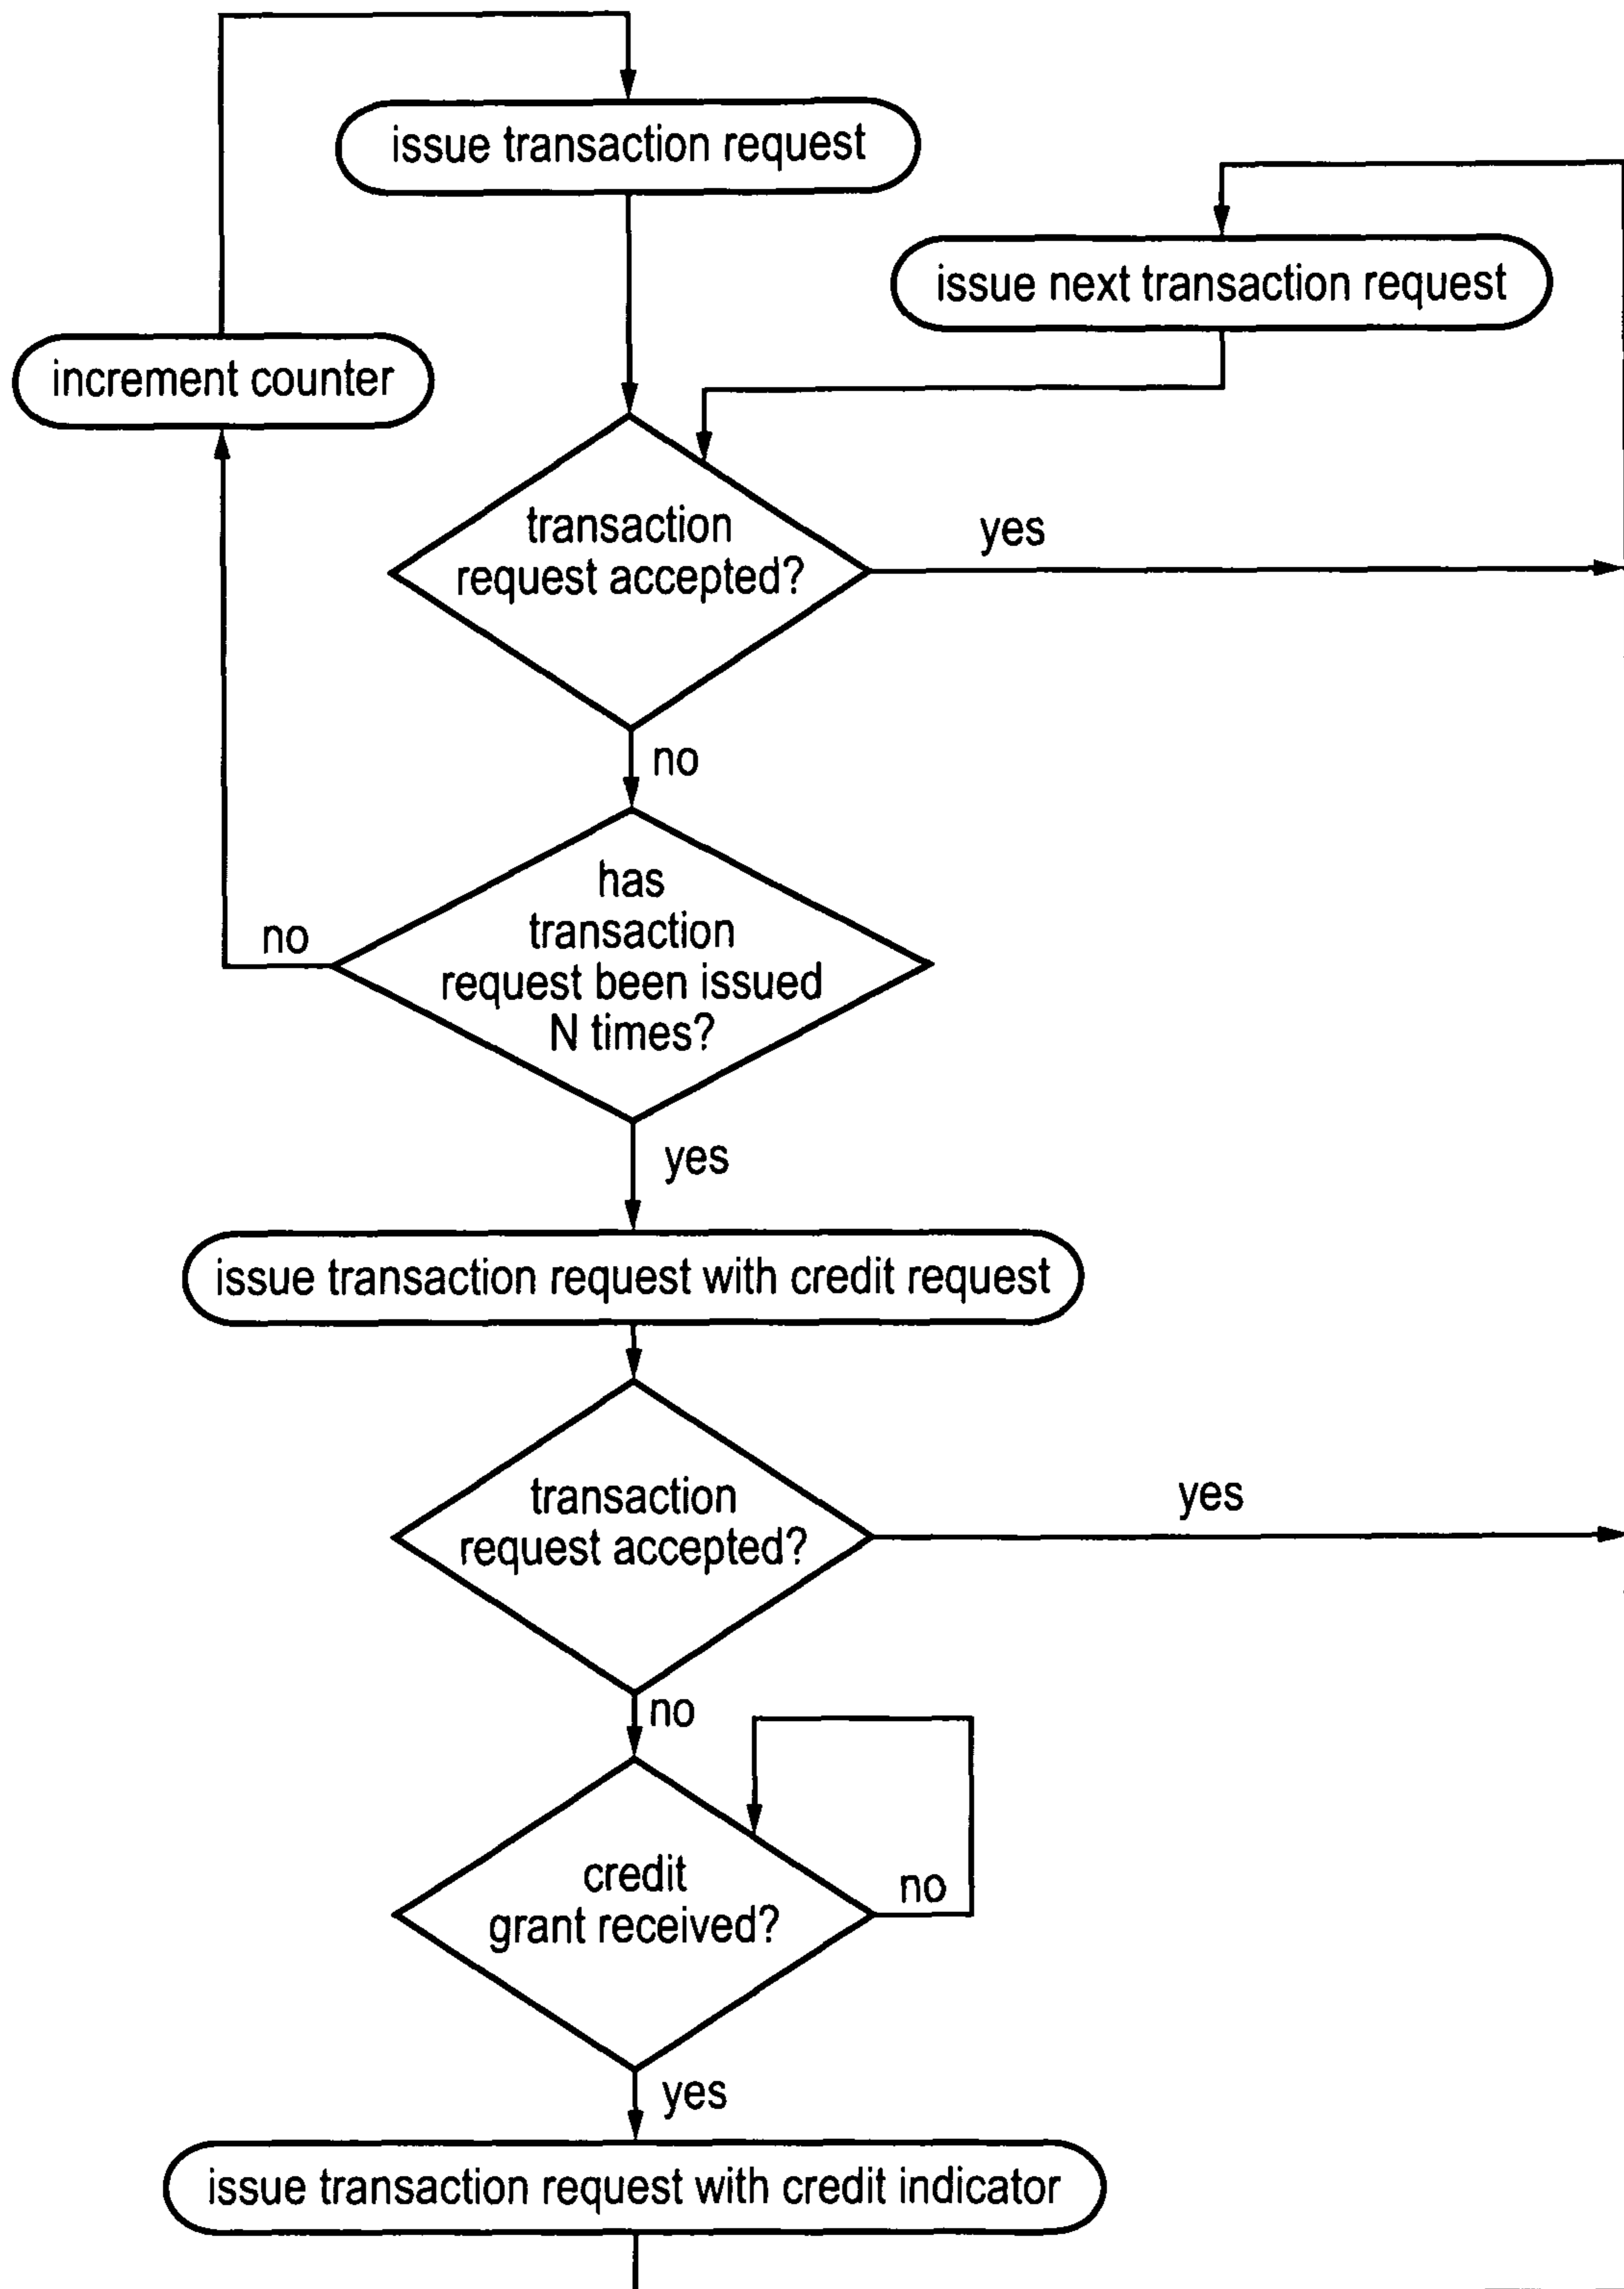 issue transaction request
issue next transaction request
increment counter
transaction
request accepted?
yes
no
has
transaction
request been issued
N times?
no
yes
issue transaction request with credit request
transaction
request accepted?
yes
no
credit
grant received?
no
yes
issue transaction request with credit indicator